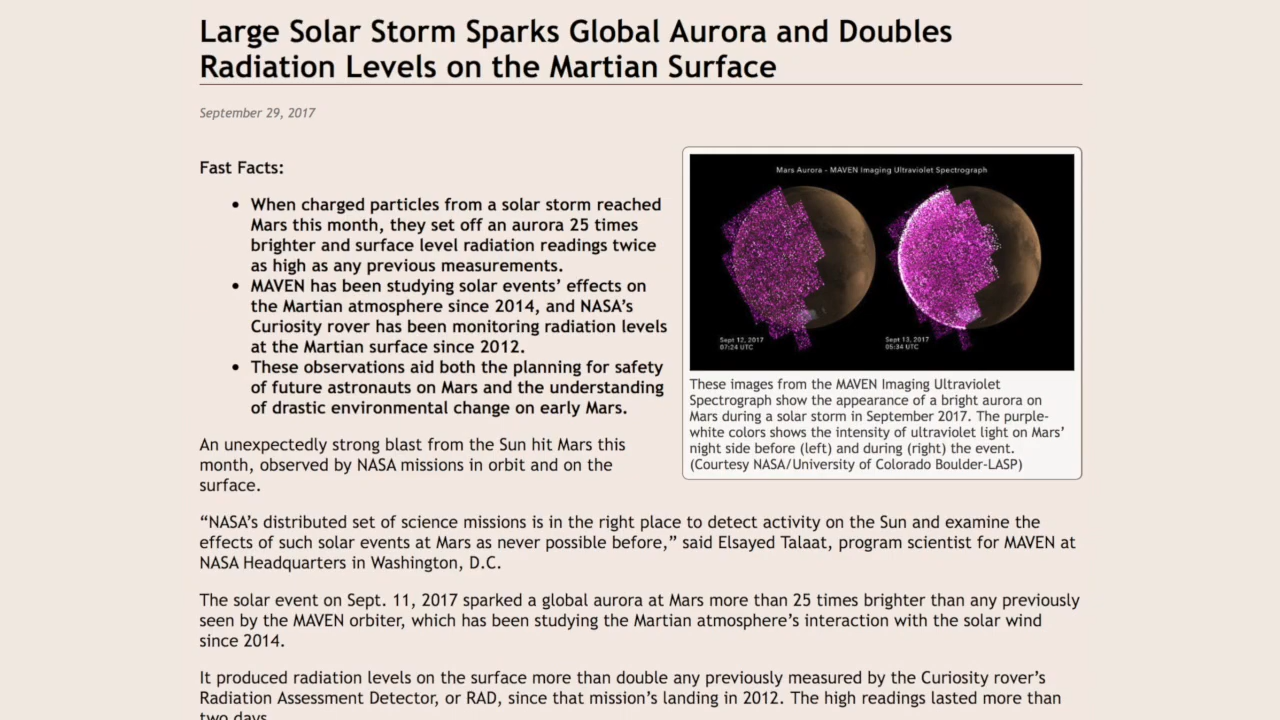 Large Solar Storm Sparks Global Aurora and Doubles
Radiation Levels on the Martian Surface
September 29, 2017
Fast Facts:
• When charged particles from a solar storm reached
Mars this month, they set off an aurora 25 times
brighter and surface level radiation readings twice
as high as any previous measurements.
• MAVEN has been studying solar events’ effects on
the Martian atmosphere since 2014, and NASA’s
Curiosity rover has been monitoring radiation levels
at the Martian surface since 2012.
• These observations aid both the planning for safety
of future astronauts on Mars and the understanding
of drastic environmental change on early Mars.
Mars Aurora - MAVEN Imaging Ultraviolet Spectrograph
Sept 12, 2017
07:24 UTC
Sept 13, 2017
05:34 UTC
These images from the MAVEN Imaging Ultraviolet
Spectrograph show the appearance of a bright aurora on
Mars during a solar storm in September 2017. The purple-
white colors shows the intensity of ultraviolet light on Mars’
night side before (left) and during (right) the event.
(Courtesy NASA/University of Colorado Boulder-LASP)
An unexpectedly strong blast from the Sun hit Mars this
month, observed by NASA missions in orbit and on the
surface.
“NASA’s distributed set of science missions is in the right place to detect activity on the Sun and examine the
effects of such solar events at Mars as never possible before,” said Elsayed Talaat, program scientist for MAVEN at
NASA Headquarters in Washington, D.C.
The solar event on Sept. 11, 2017 sparked a global aurora at Mars more than 25 times brighter than any previously
seen by the MAVEN orbiter, which has been studying the Martian atmosphere’s interaction with the solar wind
since 2014.
It produced radiation levels on the surface more than double any previously measured by the Curiosity rover’s
Radiation Assessment Detector, or RAD, since that mission’s landing in 2012. The high readings lasted more than
two days.